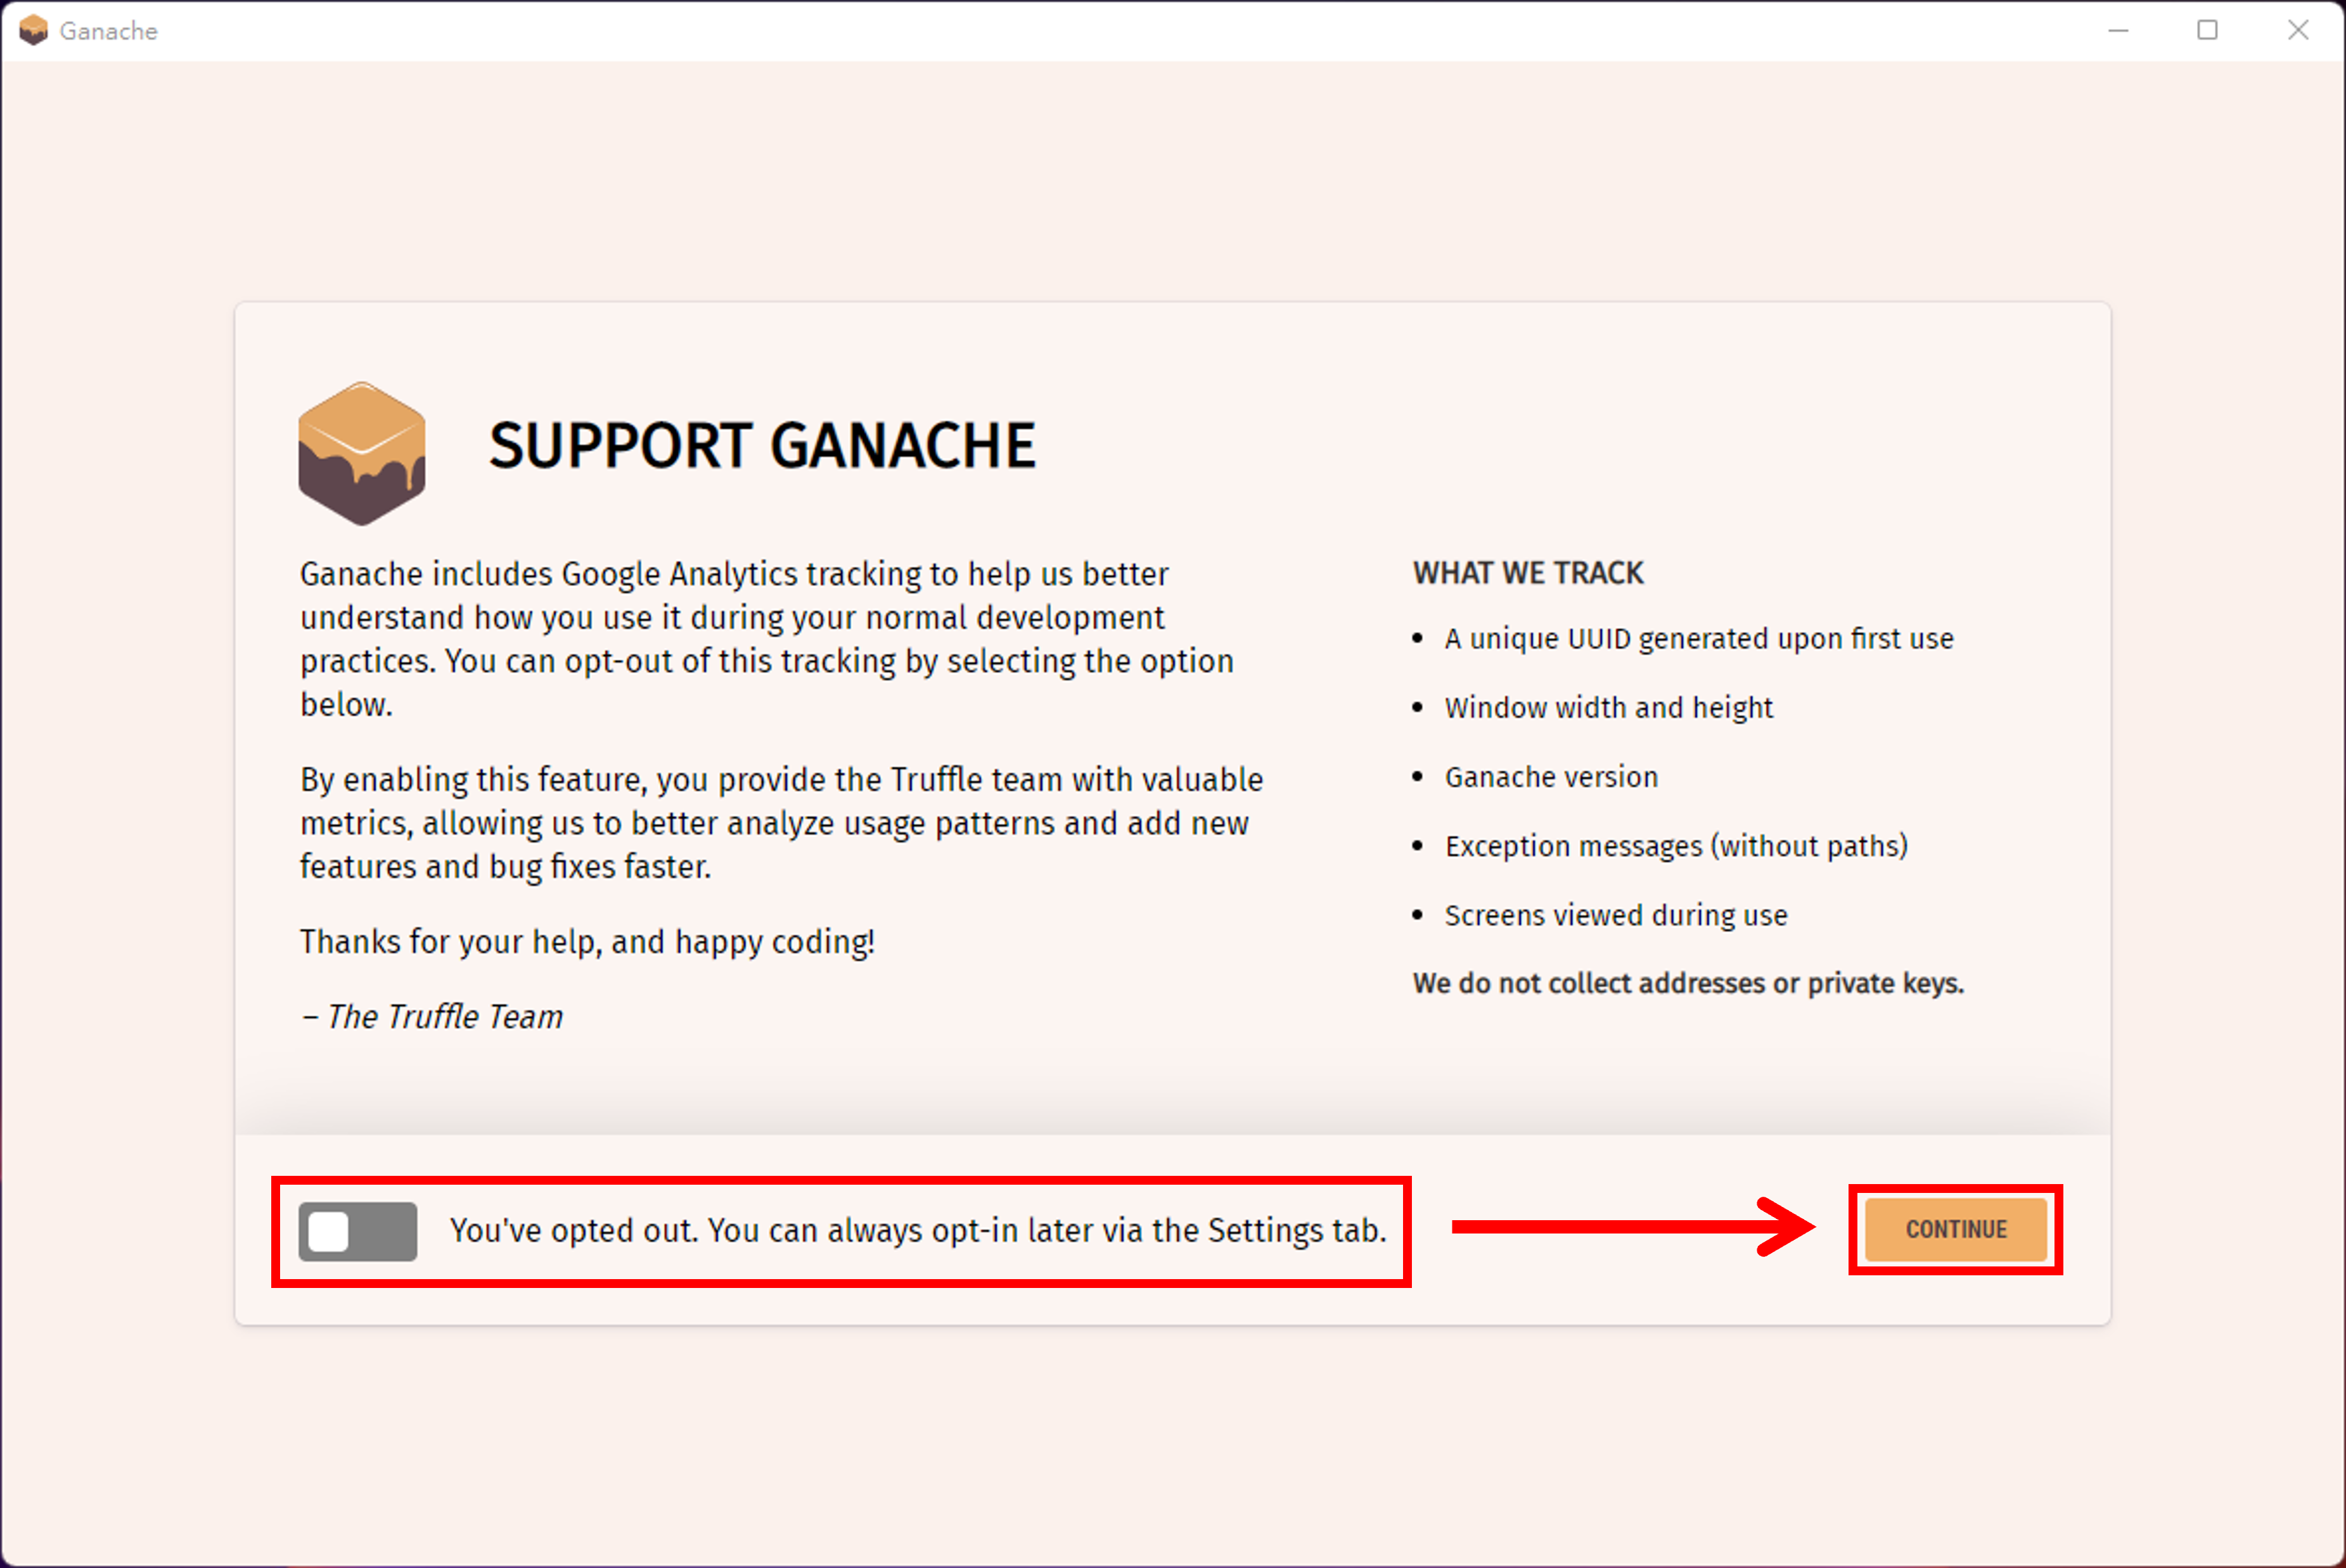 Ganache
SUPPORT GANACHE
Ganache includes Google Analytics tracking to help us better
understand how you use it during your normal development
practices. You can opt-out of this tracking by selecting the option
below.
By enabling this feature, you provide the Truffle team with valuable
metrics, allowing us to better analyze usage patterns and add new
features and bug fixes faster.
Thanks for your help, and happy coding!
– The Truffle Team
WHAT WE TRACK
• A unique UUID generated upon first use
• Window width and height
• Ganache version
• Exception messages (without paths)
• Screens viewed during use
We do not collect addresses or private keys.
You've opted out. You can always opt-in later via the Settings tab.
CONTINUE